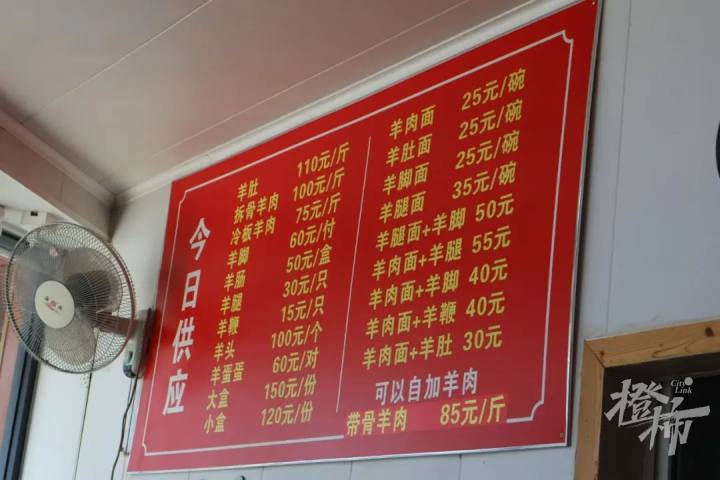 今日供应
羊肚 110元/斤
拆骨羊肉 100元/斤
冷板羊肉 75元/斤
羊脚 60元/付
羊肠 50元/盒
羊腿 30元/只
羊鞭 15元/只
羊头 100元/个
羊蛋蛋 60元/对
大盒 150元/份
小盒 120元/份
羊肉面 25元/碗
羊肚面 25元/碗
羊脚面 25元/碗
羊腿面 35元/碗
羊腿面+羊脚 50元
羊肉面+羊腿 55元
羊肉面+羊脚 40元
羊肉面+羊鞭 40元
羊肉面+羊肚 30元
可以自加羊肉
带骨羊肉 85元/斤
橙柿
City Link